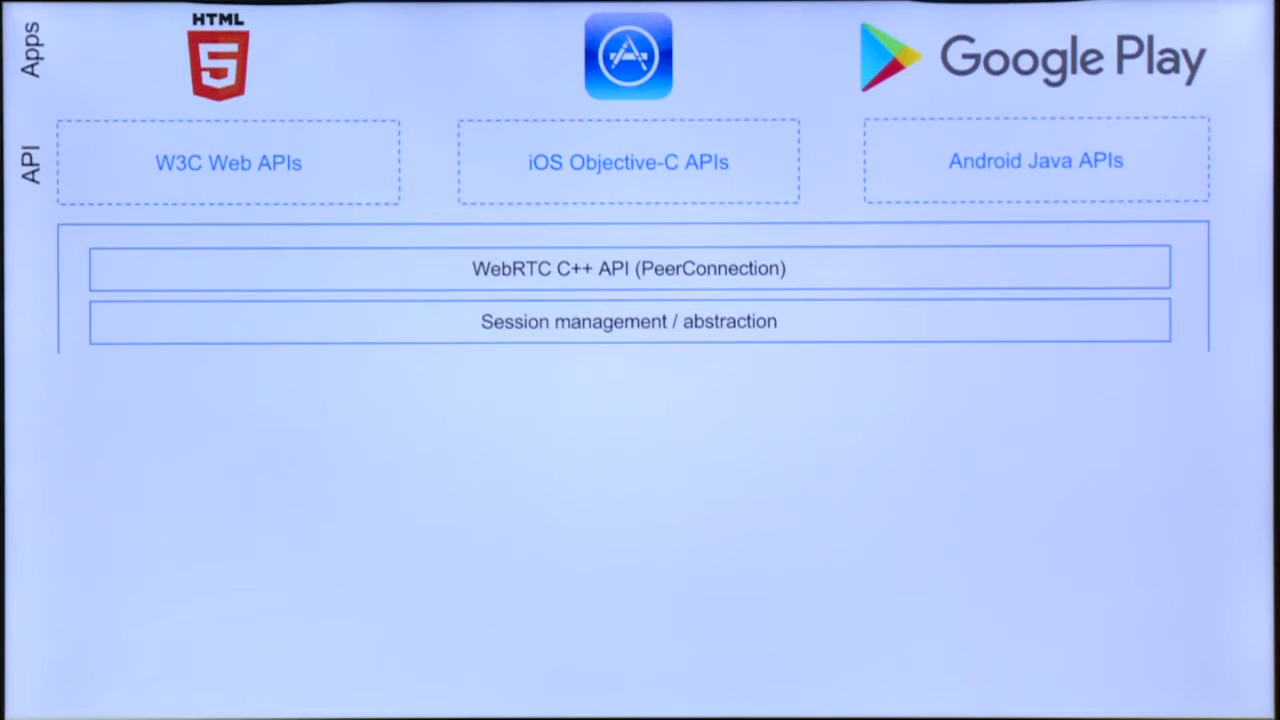 Apps
HTML
5
Google Play
API
W3C Web APIs
iOS Objective-C APIs
Android Java APIs
WebRTC C++ API (PeerConnection)
Session management / abstraction